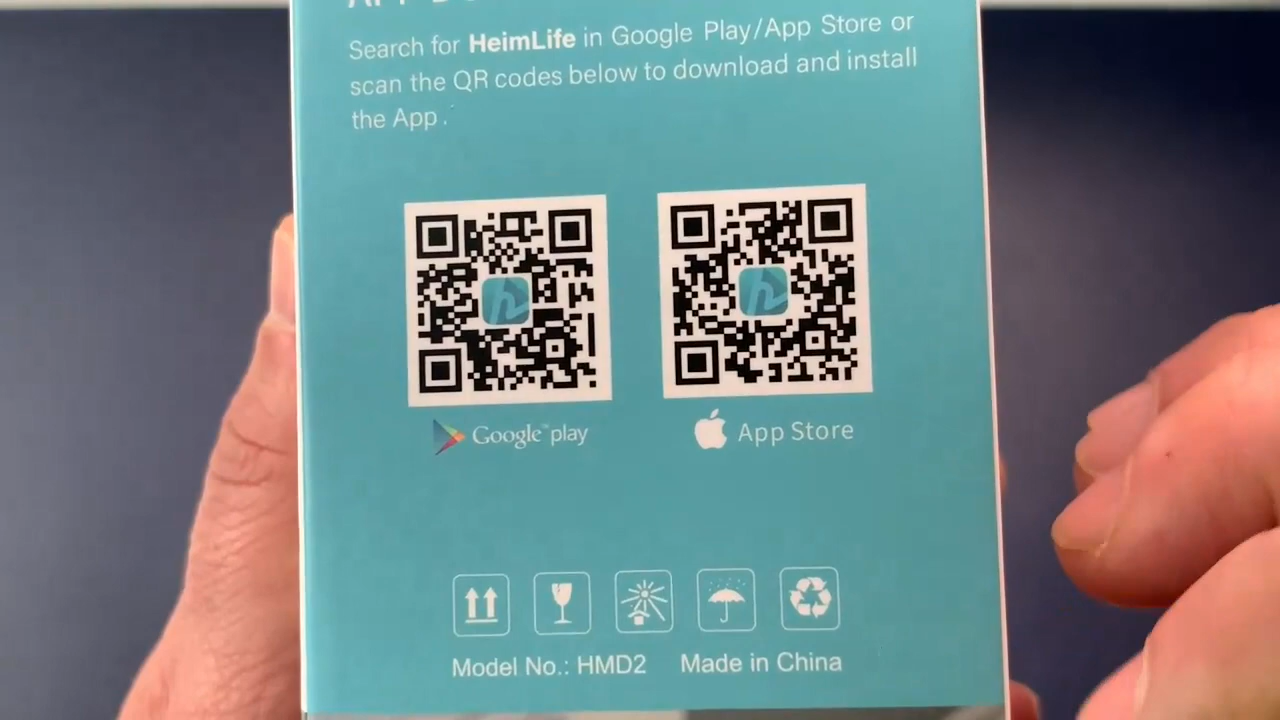 Search for HeimLife in Google Play/App Store or
scan the QR codes below to download and install
the App.
Google™ play
App Store
Model No.: HMD2 Made in China